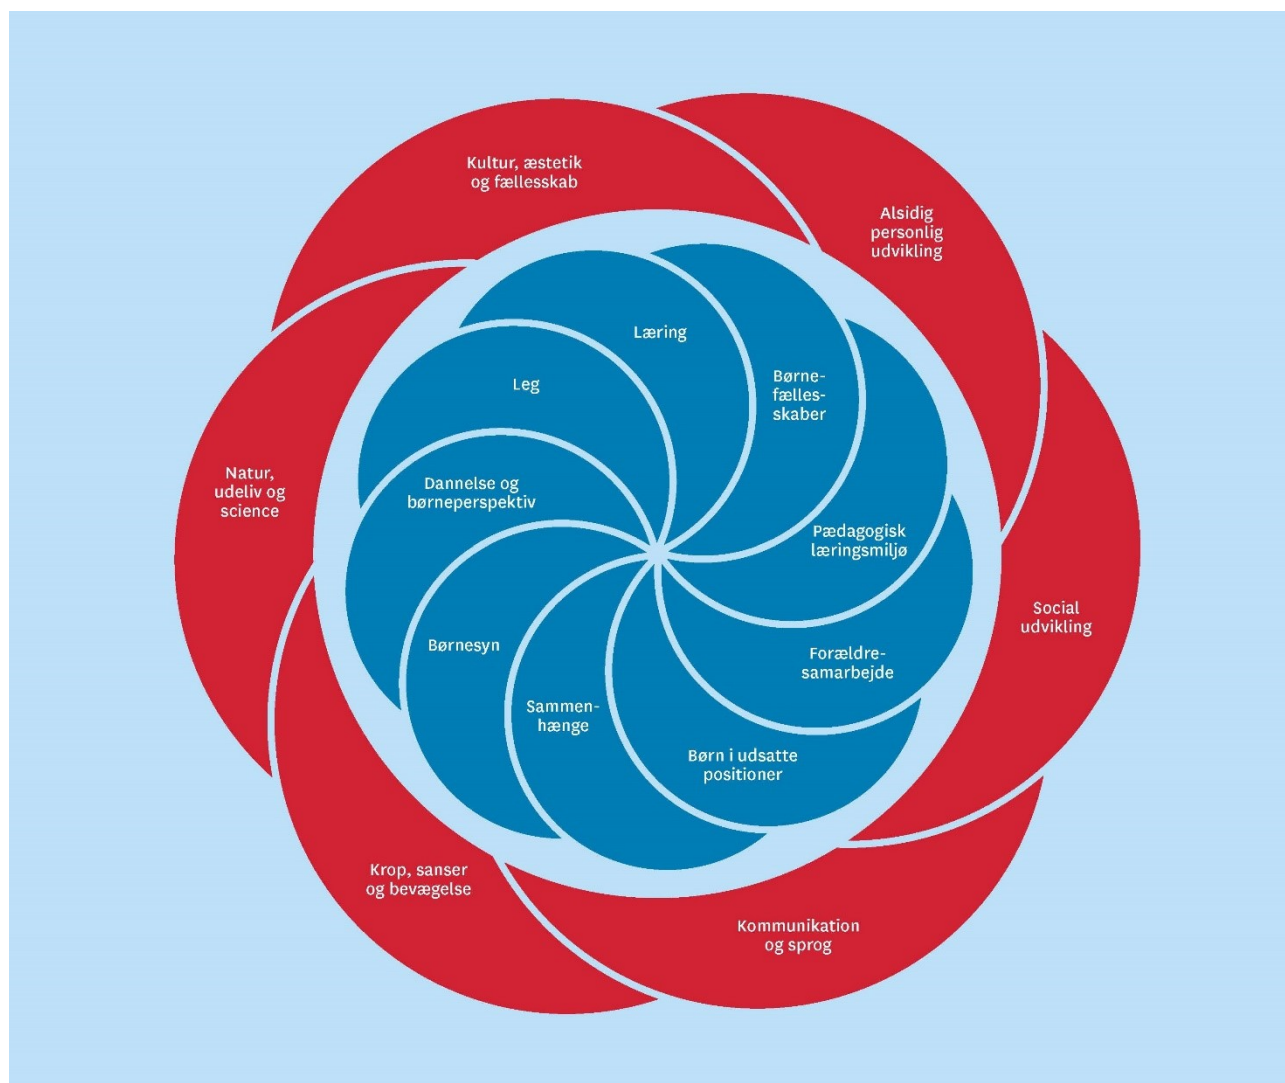 Kultur, æstetik
og fællesskab
Alsidig
personlig
udvikling
Læring
Børne-
fælles-
skaber
Leg
Natur,
udeliv og
science
Dannelse og
børneperspektiv
Pædagogisk
læringsmiljø
Social
udvikling
Børnesyn
Forældre-
samarbejde
Sammen-
hænge
Børn i udsatte
positioner
Krop, sanser
og bevægelse
Kommunikation
og sprog